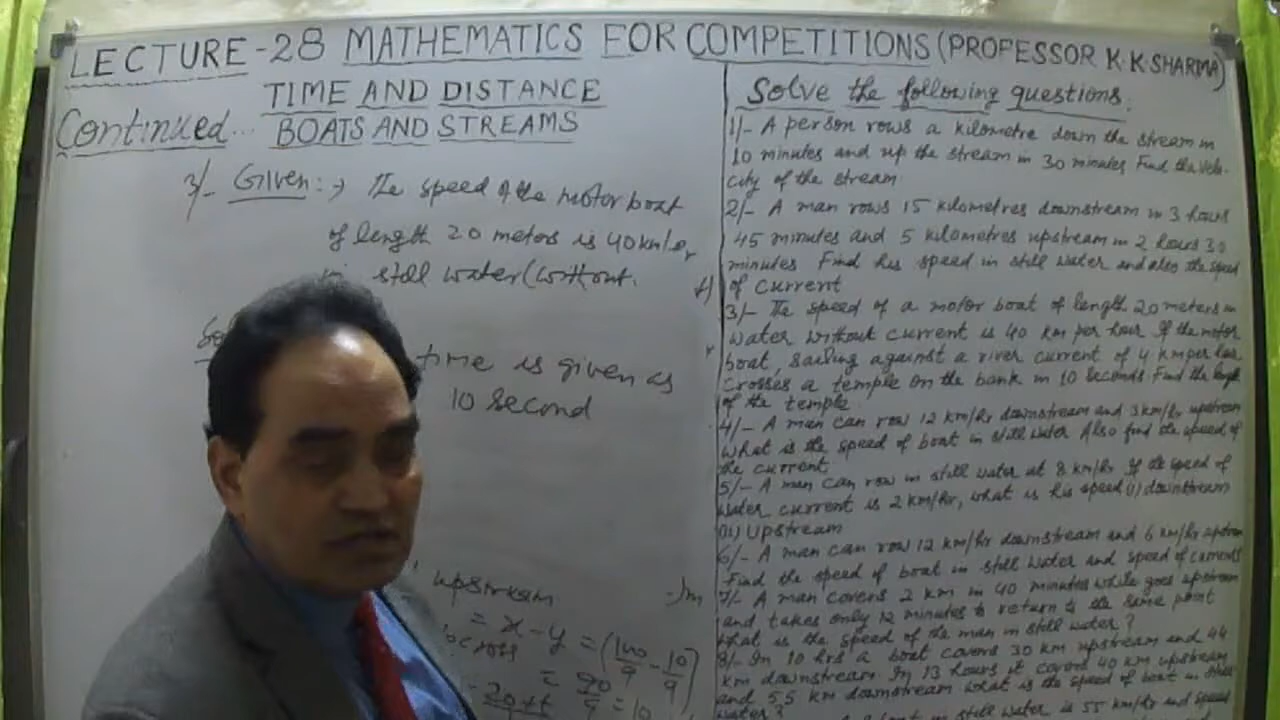 LECTURE-28 MATHEMATICS FOR COMPETITIONS (PROFESSOR K.K SHARMA)
TIME AND DISTANCE
Continued... BOATS AND STREAMS
3/- Given :→ The speed of the motor boat
of length 20 meters is 40 km/
still water (without
time is given as
10 second
upstream
= x - y = (100/9 - 10/9)
= 90/9 = 10
20+t
Solve the following questions.
1/- A person rows a kilometre down the stream in
10 minutes and up the stream in 30 minutes Find the velo-
city of the stream
2/- A man rows 15 kilometres downstream in 3 hours
45 minutes and 5 kilometres upstream in 2 hours 30
minutes Find his speed in still water and also the speed
of current
3/- The speed of a motor boat of length 20 meters in
water without current is 40 km per hour If the motor
boat, sailing against a river current of 4 km per hour
crosses a temple on the bank in 10 seconds Find the length
of the temple
4/- A man can row 12 km/hr downstream and 3 km/hr upstream
What is the speed of boat in still water Also find the speed of
the current
5/- A man can row in still water at 8 km/hr If the speed of
water current is 2 km/hr, what is his speed (i) downstream
(ii) Upstream
6/- A man can row 12 km/hr downstream and 6 km/hr upstream
Find the speed of boat in still water and speed of currents
7/- A man covers 2 km in 40 minutes while goes upstream
and takes only 12 minutes to return to the same point
What is the speed of the man in still water?
8/- In 10 hrs a boat covers 30 km upstream and 44
km downstream In 13 hours it covers 40 km upstream
and 55 km downstream What is the speed of boat in still
water?
boat in still water is 55 km/hr and speed